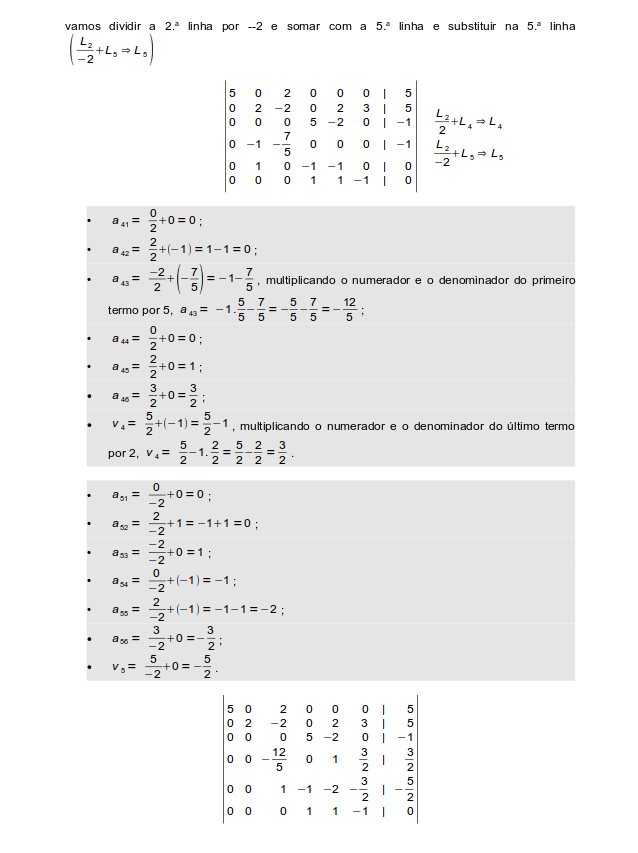 vamos dividir a 2.ª linha por --2 e somar com a 5.ª linha e substituir na 5.ª linha
(L₂/−2 + L₅ ⇒ L₅)
5 0 2 0 0 0 | 5
0 2 −2 0 2 3 | 5
0 0 0 5 −2 0 | −1
0 −1 −7/5 0 0 0 | −1
0 1 0 −1 −1 0 | 0
0 0 0 1 1 −1 | 0
L₂/2 + L₄ ⇒ L₄
L₂/−2 + L₅ ⇒ L₅
• a₄₁ = 0/2 + 0 = 0 ;
• a₄₂ = 2/2 + (−1) = 1−1 = 0 ;
• a₄₃ = −2/2 + (−7/5) = −1 − 7/5 , multiplicando o numerador e o denominador do primeiro
termo por 5, a₄₃ = −1 . 5/5 − 7/5 = −5/5 − 7/5 = −12/5 ;
• a₄₄ = 0/2 + 0 = 0 ;
• a₄₅ = 2/2 + 0 = 1 ;
• a₄₆ = 3/2 + 0 = 3/2 ;
• v₄ = 5/2 + (−1) = 5/2 − 1 , multiplicando o numerador e o denominador do último termo
por 2, v₄ = 5/2 − 1 . 2/2 = 5/2 − 2/2 = 3/2 .
• a₅₁ = 0/−2 + 0 = 0 ;
• a₅₂ = 2/−2 + 1 = −1+1 = 0 ;
• a₅₃ = −2/−2 + 0 = 1 ;
• a₅₄ = 0/−2 + (−1) = −1 ;
• a₅₅ = 2/−2 + (−1) = −1−1 = −2 ;
• a₅₆ = 3/−2 + 0 = −3/2 ;
• v₅ = 5/−2 + 0 = −5/2 .
5 0 2 0 0 0 | 5
0 2 −2 0 2 3 | 5
0 0 0 5 −2 0 | −1
0 0 −12/5 0 1 3/2 | 3/2
0 0 1 −1 −2 −3/2 | −5/2
0 0 0 1 1 −1 | 0